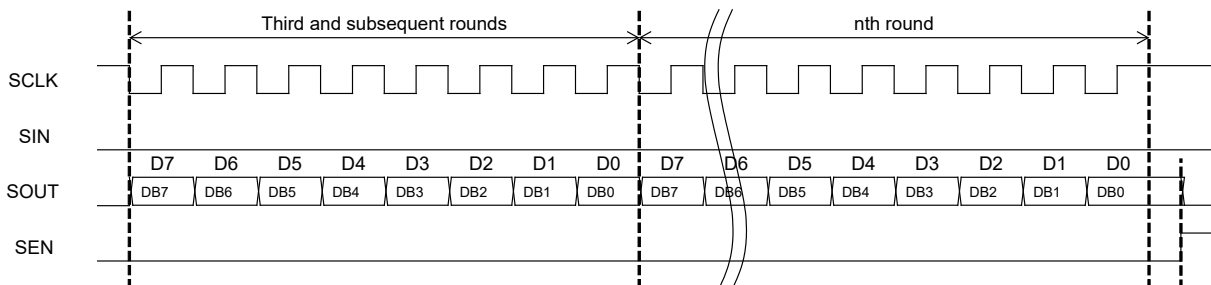 Third and subsequent rounds nth round
SCLK
SIN
D7 D6 D5 D4 D3 D2 D1 D0 D7 D6 D5 D4 D3 D2 D1 D0
SOUT DB7 DB6 DB5 DB4 DB3 DB2 DB1 DB0 DB7 DB6 DB5 DB4 DB3 DB2 DB1 DB0
SEN